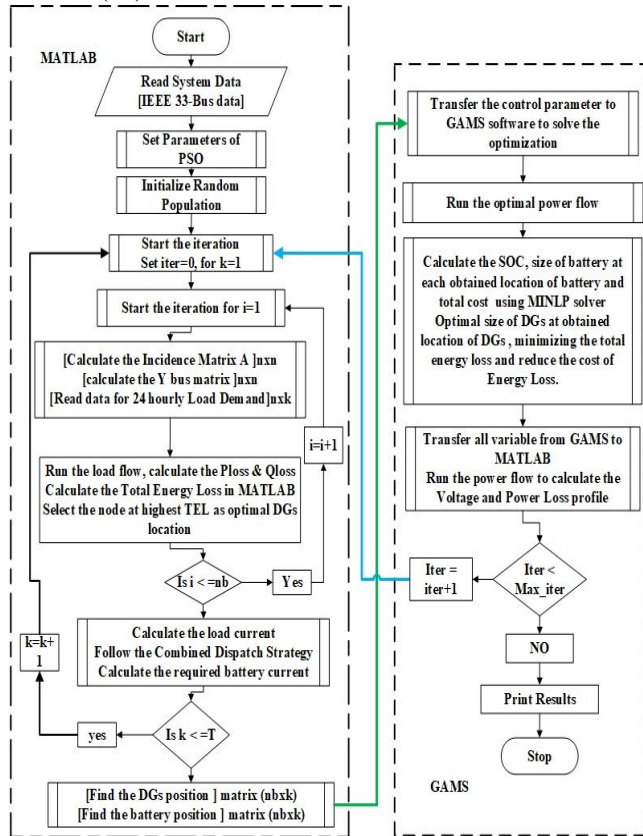 Start
MATLAB
Read System Data
[IEEE 33-Bus data]
Set Parameters of
PSO
Initialize Random
Population
Start the iteration
Set iter=0, for k=1
Start the iteration for i=1
[Calculate the Incidence Matrix A ]nxn
[calculate the Y bus matrix ]nxn
[Read data for 24 hourly Load Demand]nxk
i=i+1
Run the load flow, calculate the Ploss & Qloss
Calculate the Total Energy Loss in MATLAB
Select the node at highest TEL as optimal DGs
location
Is i < =nb
Yes
Calculate the load current
Follow the Combined Dispatch Strategy
Calculate the required battery current
k=k+
1
Is k <=T
yes
[Find the DGs position ] matrix (nbxk)
[Find the battery position ] matrix (nbxk)
Transfer the control parameter to
GAMS software to solve the
optimization
Run the optimal power flow
Calculate the SOC, size of battery at
each obtained location of battery and
total cost using MINLP solver
Optimal size of DGs at obtained
location of DGs , minimizing the total
energy loss and reduce the cost of
Energy Loss.
Transfer all variable from GAMS to
MATLAB
Run the power flow to calculate the
Voltage and Power Loss profile
Iter <
Max_iter
Iter =
iter+1
NO
Print Results
Stop
GAMS